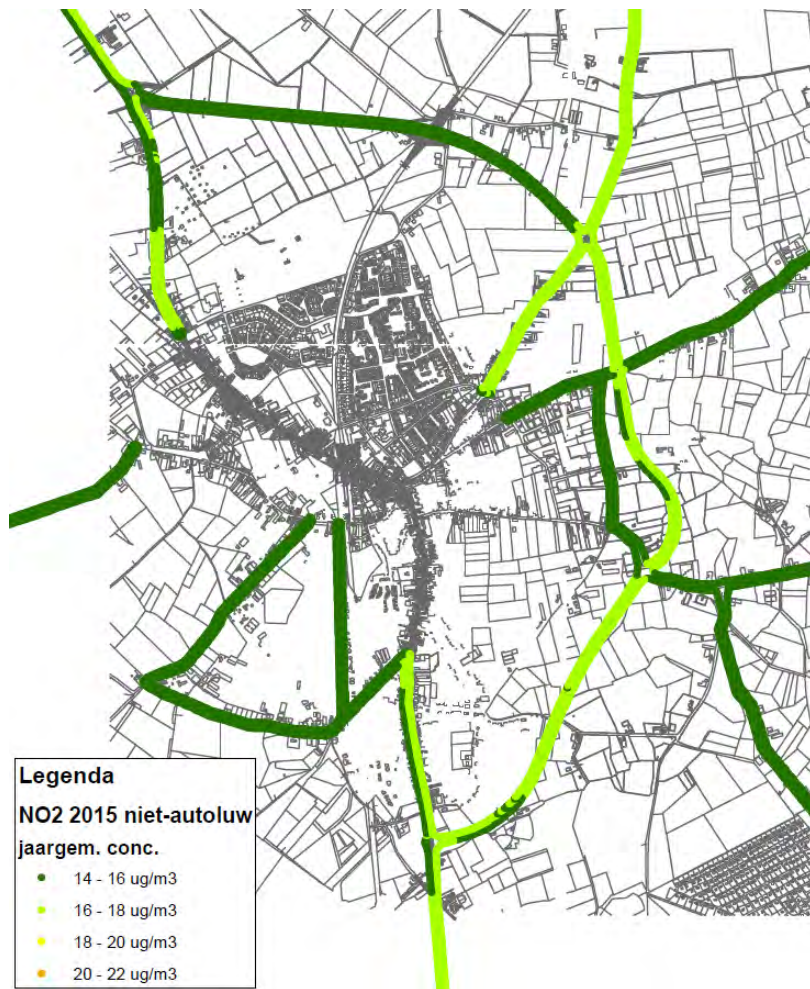 Legenda
NO2 2015 niet-autoluw
jaargem. conc.
14 - 16 ug/m3
16 - 18 ug/m3
18 - 20 ug/m3
20 - 22 ug/m3